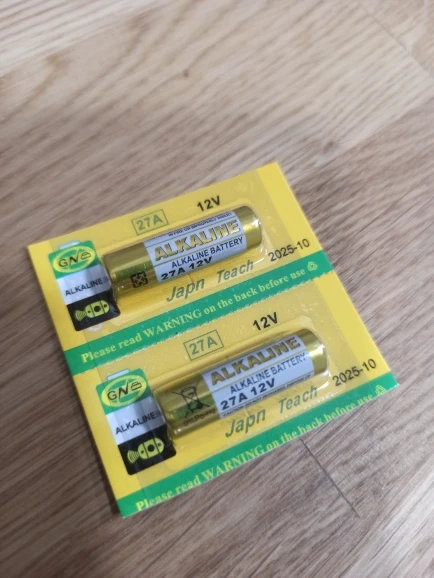 27A
12V
ALKALINE
ALKALINE BATTERY
27A 12V
GNE
ALKALINE
Japn Teach
2025-10
Please read WARNING on the back before use
27A
12V
ALKALINE
ALKALINE BATTERY
27A 12V
GNE
ALKALINE
Japn Teach
2025-10
Please read WARNING on the back before use